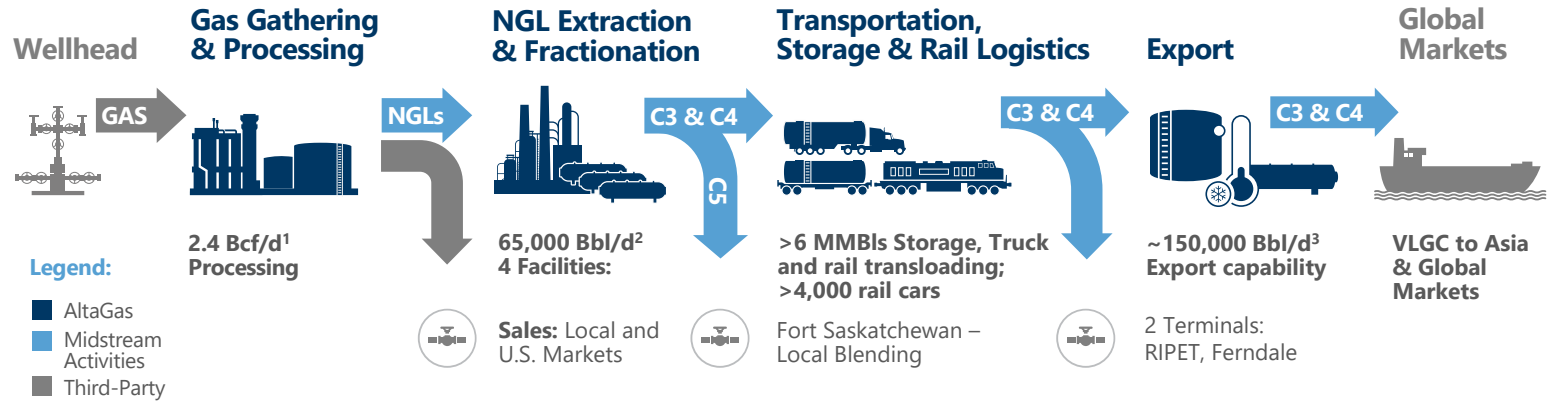 Wellhead
Gas Gathering
& Processing
NGL Extraction
& Fractionation
Transportation,
Storage & Rail Logistics
Export
Global
Markets
GAS
NGLs
C3 & C4
C5
C3 & C4
C3 & C4
2.4 Bcf/d¹
Processing
65,000 Bbl/d²
4 Facilities:
>6 MMBls Storage, Truck
and rail transloading;
>4,000 rail cars
~150,000 Bbl/d³
Export capability
VLGC to Asia
& Global
Markets
Legend:
AltaGas
Midstream
Activities
Third-Party
Sales: Local and
U.S. Markets
Fort Saskatchewan –
Local Blending
2 Terminals:
RIPET, Ferndale